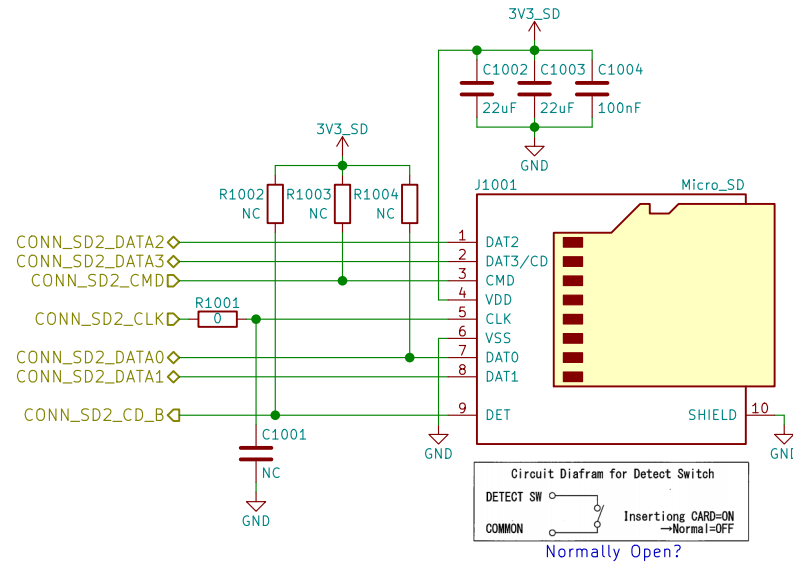 3V3_SD
C1002
C1003
C1004
22uF
22uF
100nF
GND
3V3_SD
R1002
R1003
R1004
NC
NC
NC
J1001
Micro_SD
CONN_SD2_DATA2
1
DAT2
CONN_SD2_DATA3
2
DAT3/CD
CONN_SD2_CMD
3
CMD
4
VDD
R1001
CONN_SD2_CLK
0
5
CLK
6
VSS
CONN_SD2_DATA0
7
DAT0
CONN_SD2_DATA1
8
DAT1
CONN_SD2_CD_B
9
DET
SHIELD
10
C1001
NC
GND
GND
GND
Circuit Diafram for Detect Switch
DETECT SW
Insertiong CARD=ON
→Normal=OFF
COMMON
Normally Open?